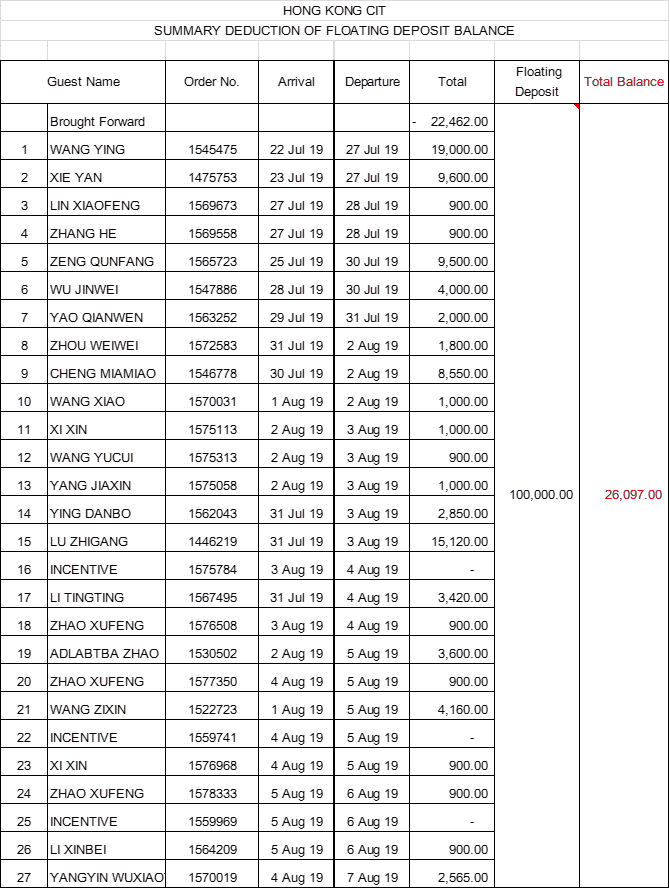 HONG KONG CIT
SUMMARY DEDUCTION OF FLOATING DEPOSIT BALANCE
Guest Name Order No. Arrival Departure Total Floating Deposit Total Balance
Brought Forward - 22,462.00
1 WANG YING 1545475 22 Jul 19 27 Jul 19 19,000.00
2 XIE YAN 1475753 23 Jul 19 27 Jul 19 9,600.00
3 LIN XIAOFENG 1569673 27 Jul 19 28 Jul 19 900.00
4 ZHANG HE 1569558 27 Jul 19 28 Jul 19 900.00
5 ZENG QUNFANG 1565723 25 Jul 19 30 Jul 19 9,500.00
6 WU JINWEI 1547886 28 Jul 19 30 Jul 19 4,000.00
7 YAO QIANWEN 1563252 29 Jul 19 31 Jul 19 2,000.00
8 ZHOU WEIWEI 1572583 31 Jul 19 2 Aug 19 1,800.00
9 CHENG MIAMIAO 1546778 30 Jul 19 2 Aug 19 8,550.00
10 WANG XIAO 1570031 1 Aug 19 2 Aug 19 1,000.00
11 XI XIN 1575113 2 Aug 19 3 Aug 19 1,000.00
12 WANG YUCUI 1575313 2 Aug 19 3 Aug 19 900.00
13 YANG JIAXIN 1575058 2 Aug 19 3 Aug 19 1,000.00
100,000.00 26,097.00
14 YING DANBO 1562043 31 Jul 19 3 Aug 19 2,850.00
15 LU ZHIGANG 1446219 31 Jul 19 3 Aug 19 15,120.00
16 INCENTIVE 1575784 3 Aug 19 4 Aug 19 -
17 LI TINGTING 1567495 31 Jul 19 4 Aug 19 3,420.00
18 ZHAO XUFENG 1576508 3 Aug 19 4 Aug 19 900.00
19 ADLABTBA ZHAO 1530502 2 Aug 19 5 Aug 19 3,600.00
20 ZHAO XUFENG 1577350 4 Aug 19 5 Aug 19 900.00
21 WANG ZIXIN 1522723 1 Aug 19 5 Aug 19 4,160.00
22 INCENTIVE 1559741 4 Aug 19 5 Aug 19 -
23 XI XIN 1576968 4 Aug 19 5 Aug 19 900.00
24 ZHAO XUFENG 1578333 5 Aug 19 6 Aug 19 900.00
25 INCENTIVE 1559969 5 Aug 19 6 Aug 19 -
26 LI XINBEI 1564209 5 Aug 19 6 Aug 19 900.00
27 YANGYIN WUXIAO 1570019 4 Aug 19 7 Aug 19 2,565.00